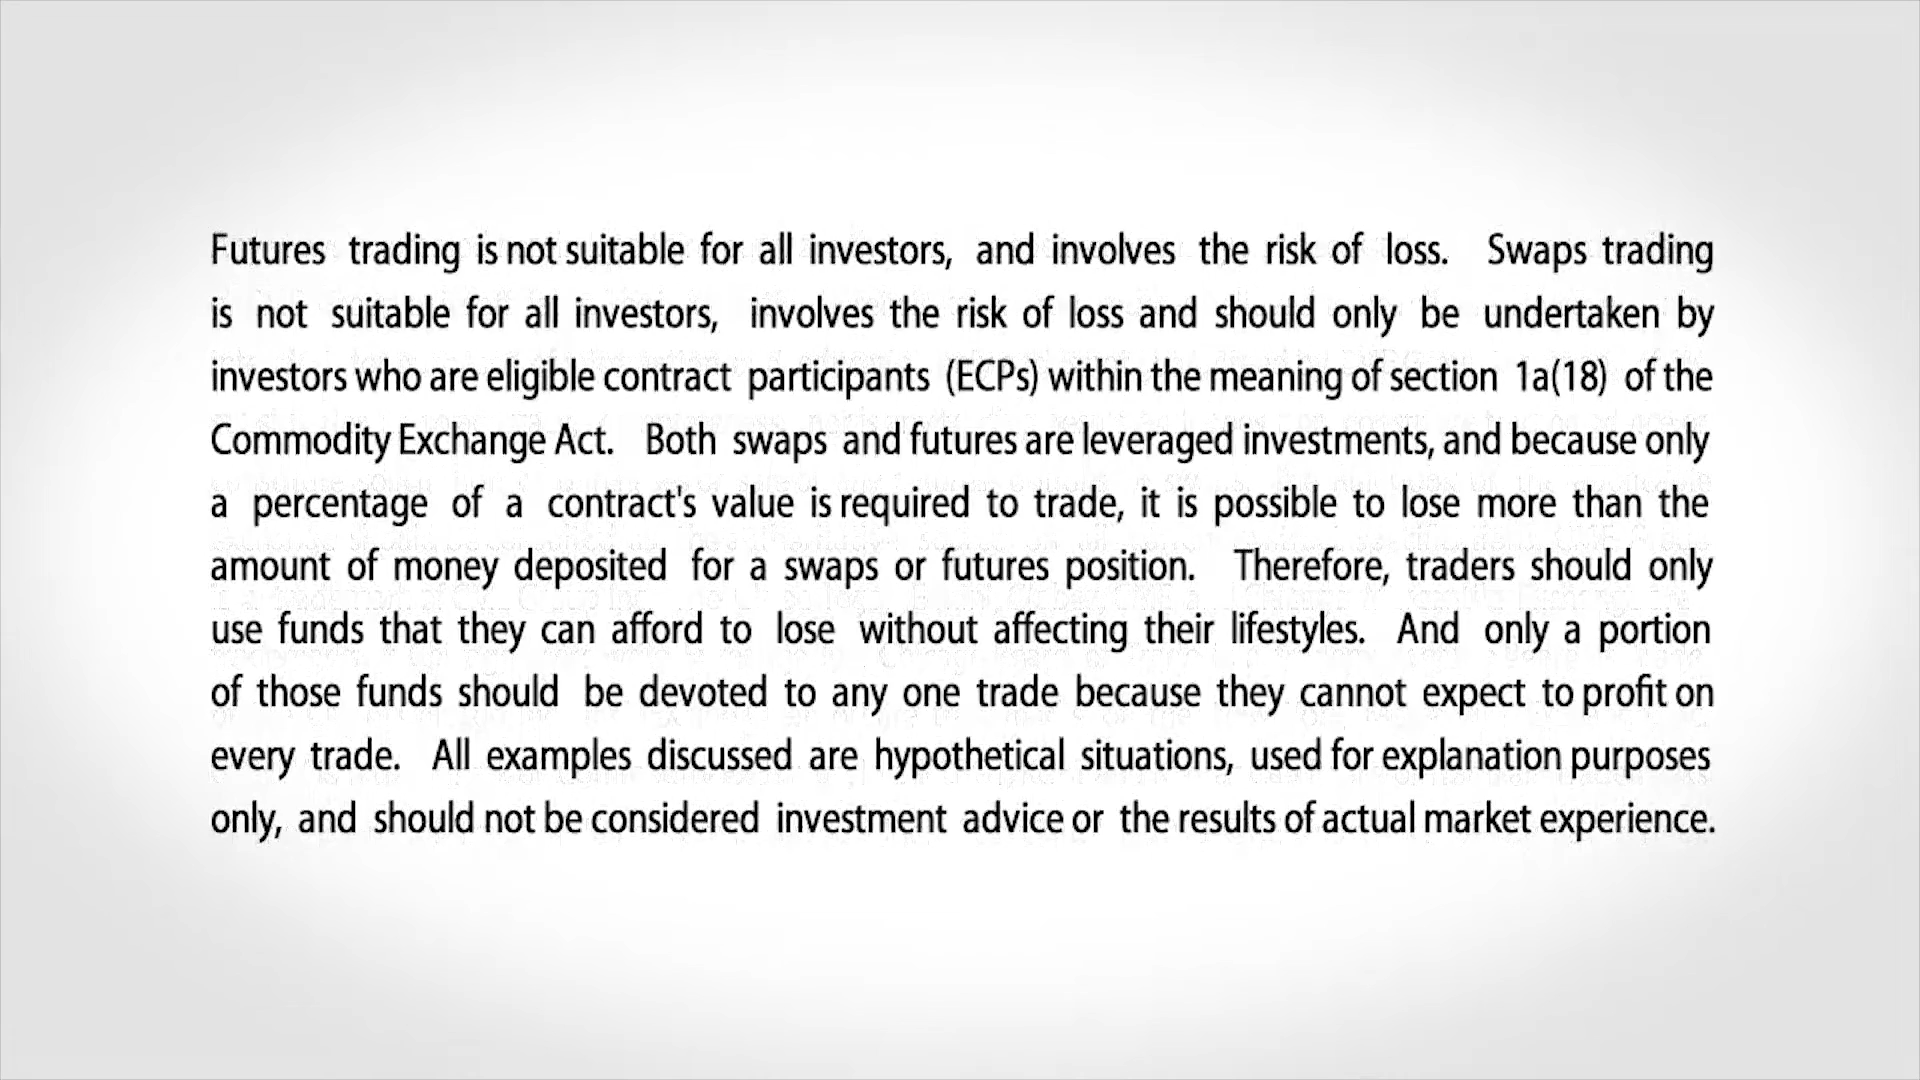 Futures trading is not suitable for all investors, and involves the risk of loss. Swaps trading
is not suitable for all investors, involves the risk of loss and should only be undertaken by
investors who are eligible contract participants (ECPs) within the meaning of section 1a(18) of the
Commodity Exchange Act. Both swaps and futures are leveraged investments, and because only
a percentage of a contract's value is required to trade, it is possible to lose more than the
amount of money deposited for a swaps or futures position. Therefore, traders should only
use funds that they can afford to lose without affecting their lifestyles. And only a portion
of those funds should be devoted to any one trade because they cannot expect to profit on
every trade. All examples discussed are hypothetical situations, used for explanation purposes
only, and should not be considered investment advice or the results of actual market experience.